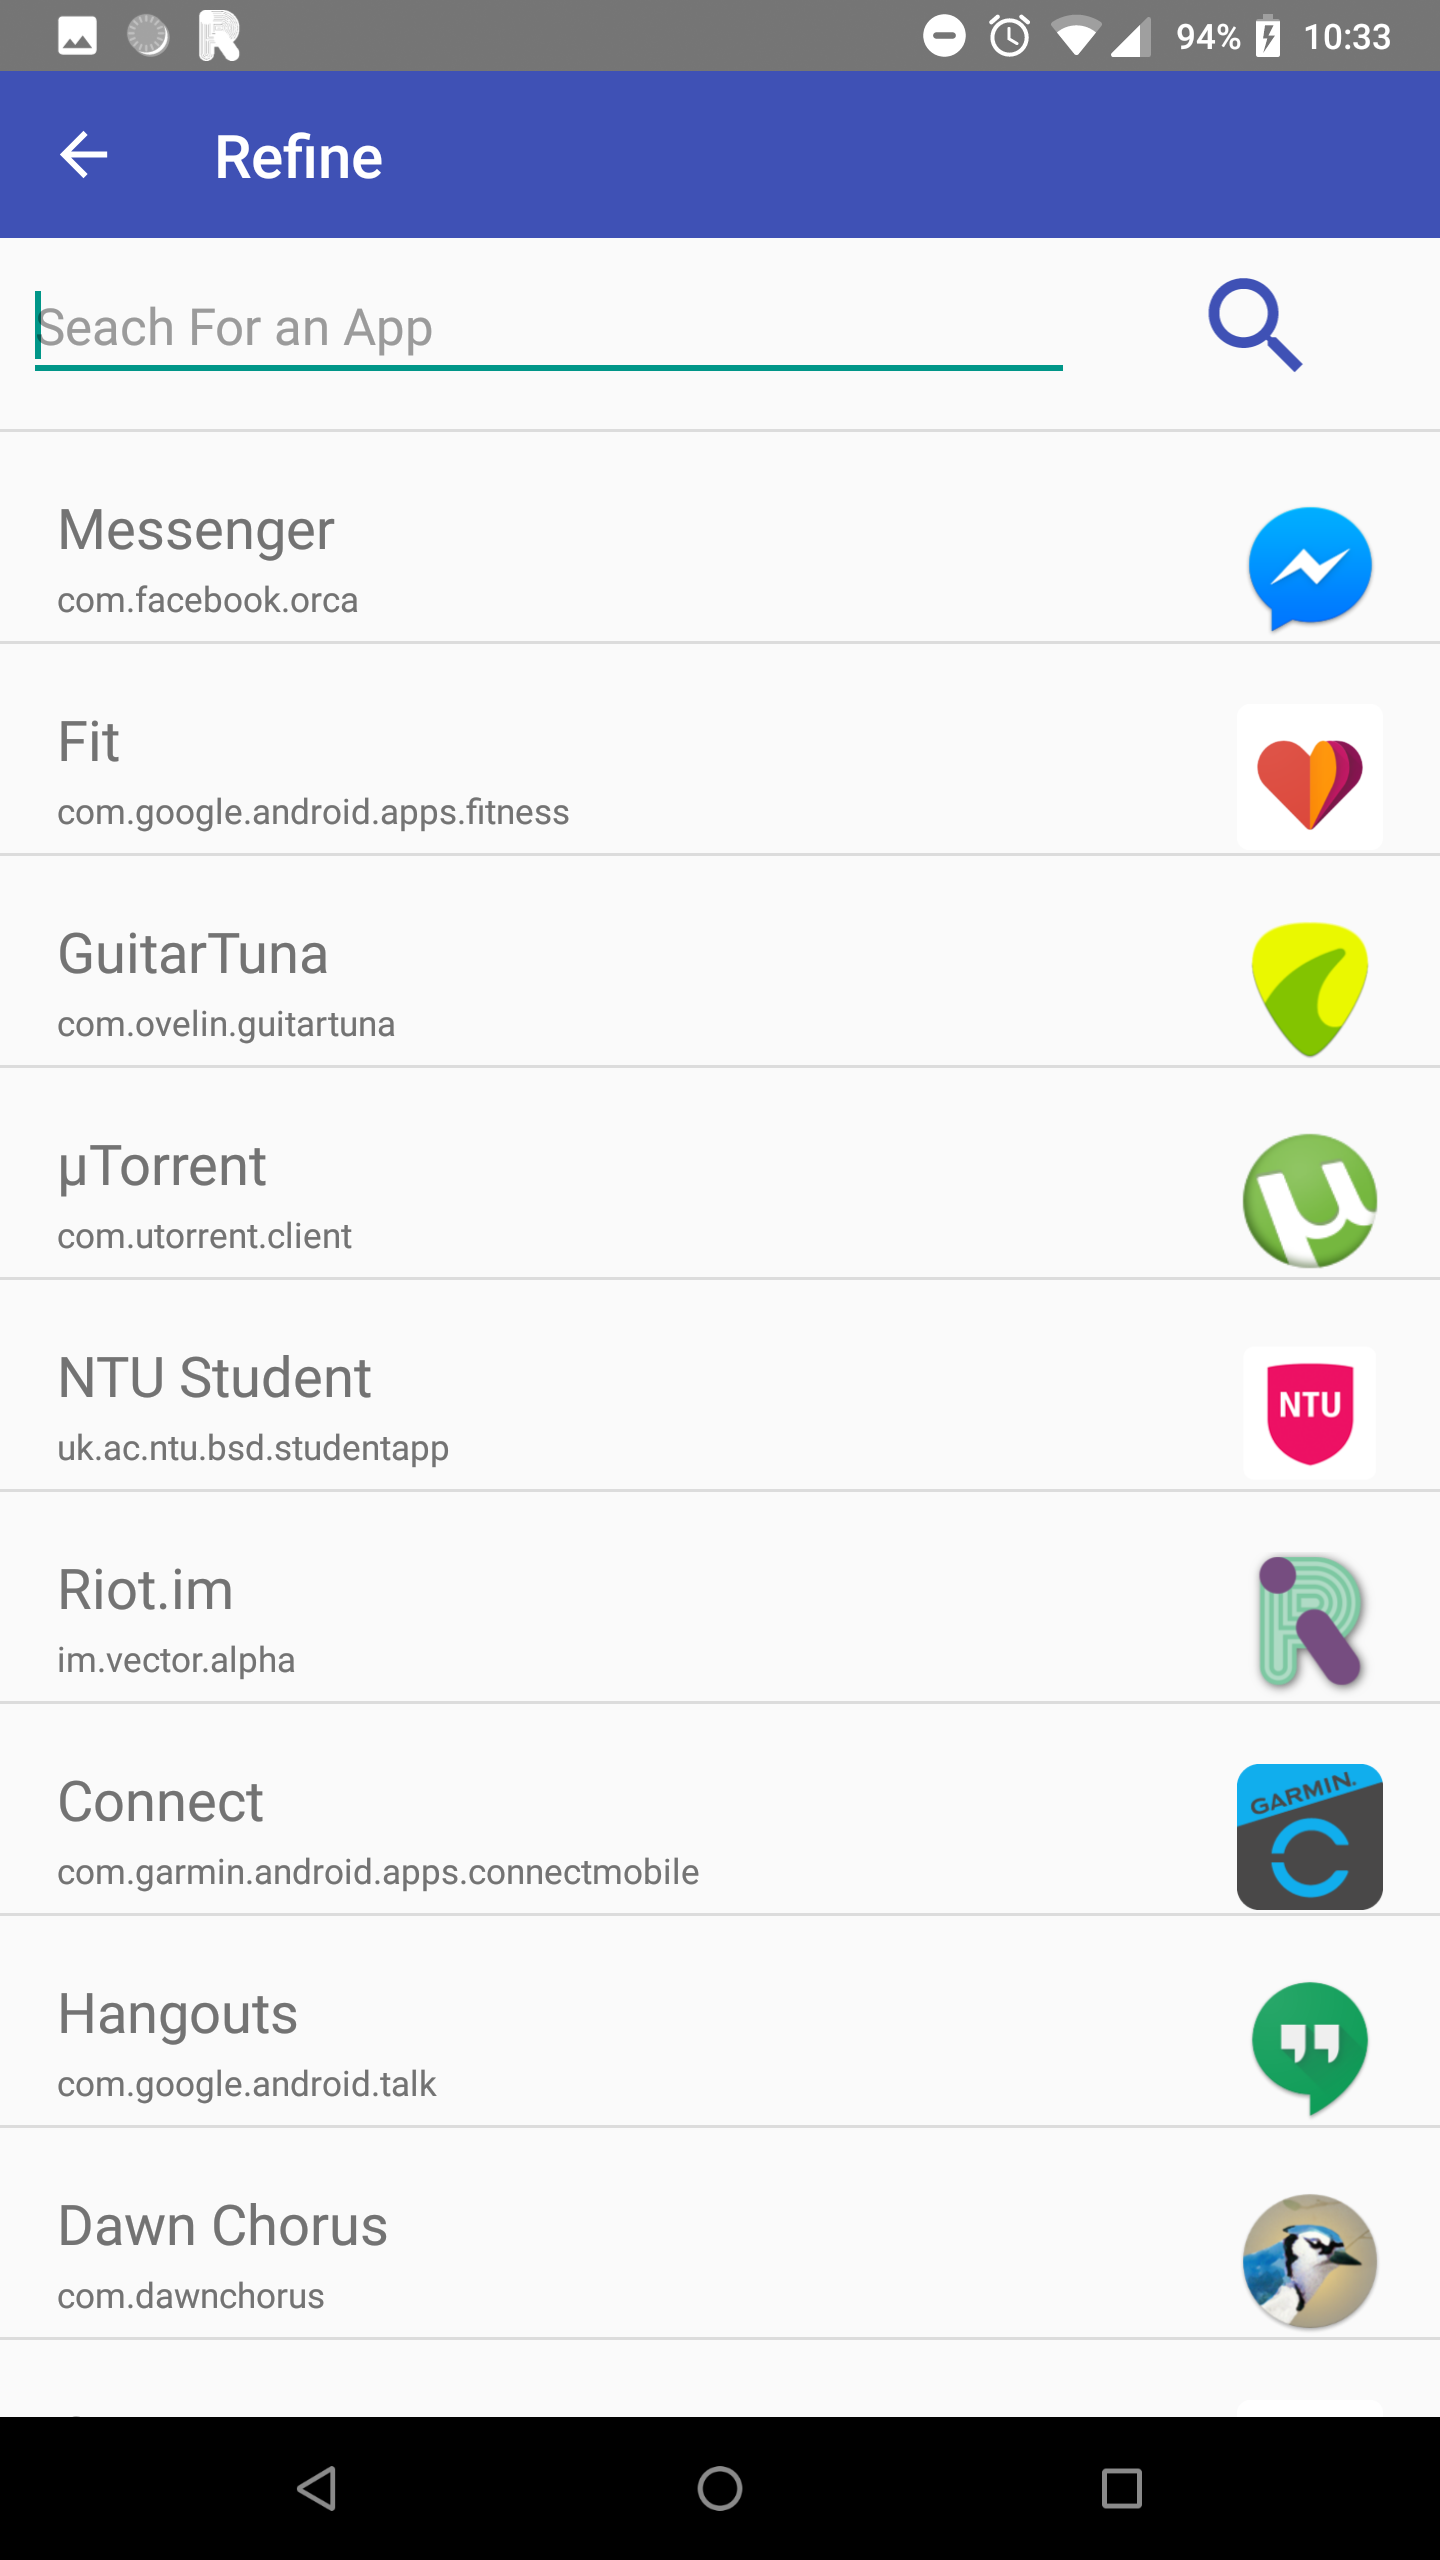 94% 10:33
Refine
Seach For an App
Messenger
com.facebook.orca
Fit
com.google.android.apps.fitness
GuitarTuna
com.ovelin.guitartuna
µTorrent
com.utorrent.client
NTU Student
uk.ac.ntu.bsd.studentapp
NTU
Riot.im
im.vector.alpha
Connect
com.garmin.android.apps.connectmobile
GARMIN.
Hangouts
com.google.android.talk
Dawn Chorus
com.dawnchorus